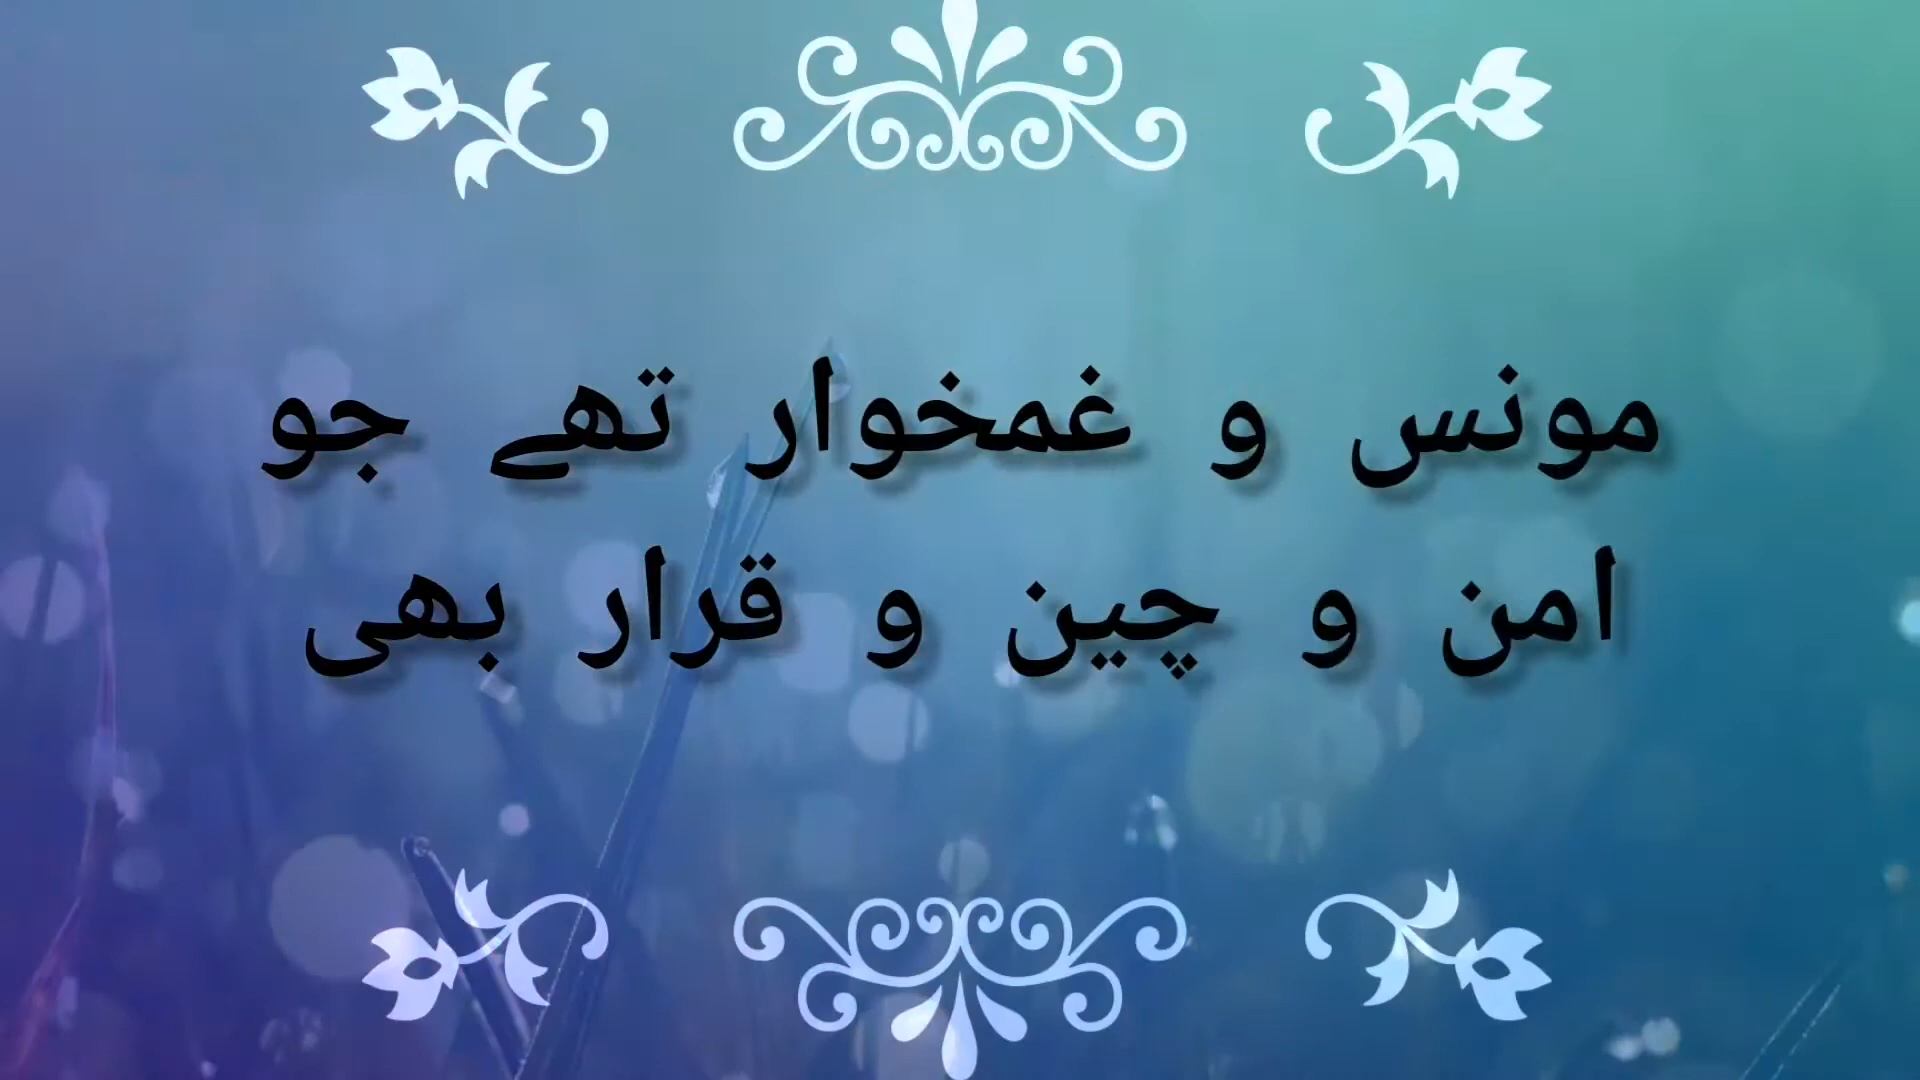 مونس و غمخوار تھے جو
امن و چین و قرار بھی